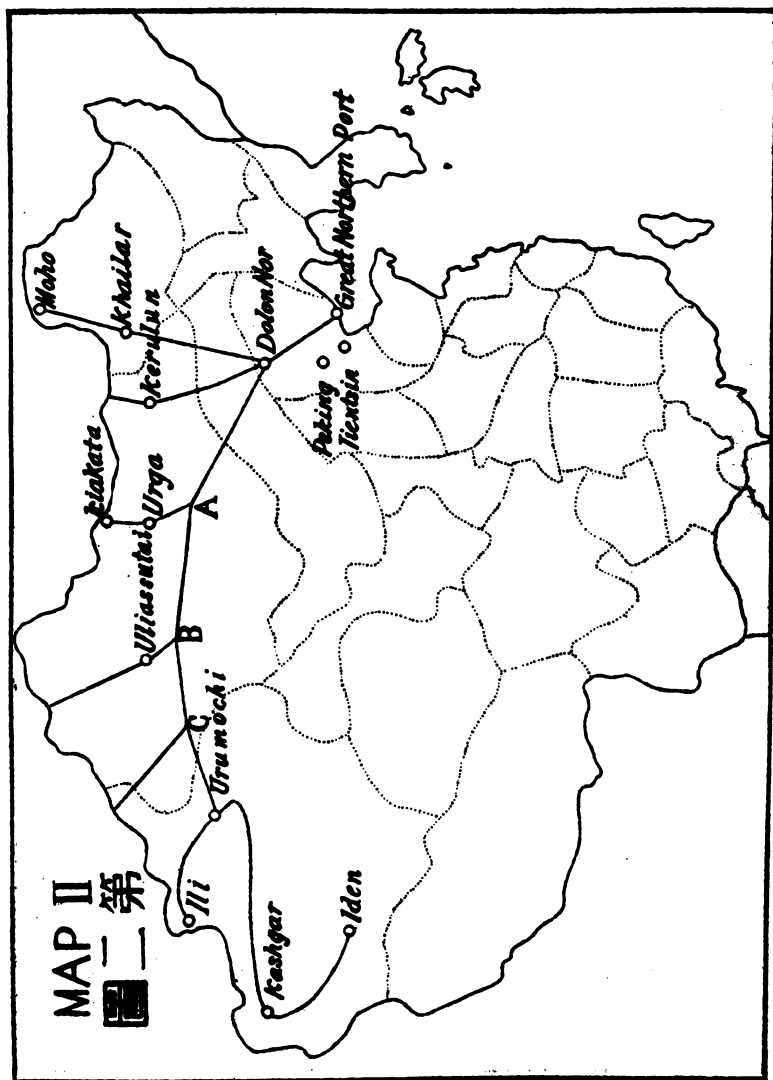 MAP II
第二圖
Moho
Khailar
Kerulun
Kiakata
Urga
Uliassutai
Dolon Nor
Great Northern Port
Peking
Tientsin
A
B
C
Urumochi
Ili
Kashgar
Iden